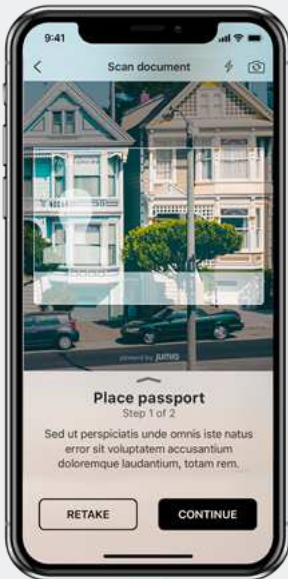 9:41
Scan document
powered by jumio
Place passport
Step 1 of 2
Sed ut perspiciatis unde omnis iste natus
error sit voluptatem accusantium
doloremque laudantium, totam rem.
RETAKE
CONTINUE